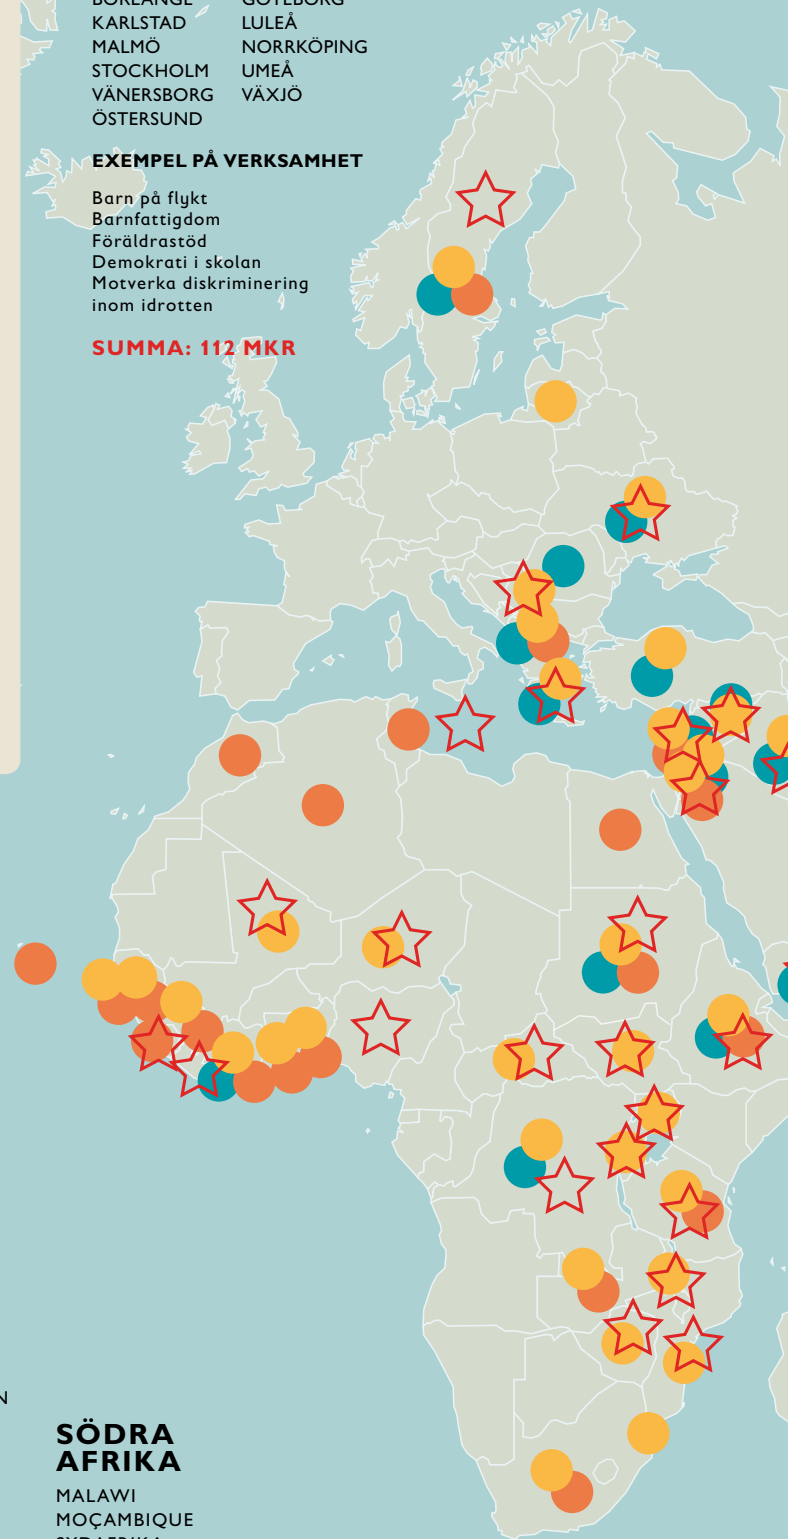 BORLÄNGE GÖTEBORG
KARLSTAD LULEÅ
MALMÖ NORRKÖPING
STOCKHOLM UMEÅ
VÄNERSBORG VÄXJÖ
ÖSTERSUND
EXEMPEL PÅ VERKSAMHET
Barn på flykt
Barnfattigdom
Föräldrastöd
Demokrati i skolan
Motverka diskriminering
inom idrotten
SUMMA: 112 MKR
N
SÖDRA
AFRIKA
MALAWI
MOÇAMBIQUE
SYDAFRIKA